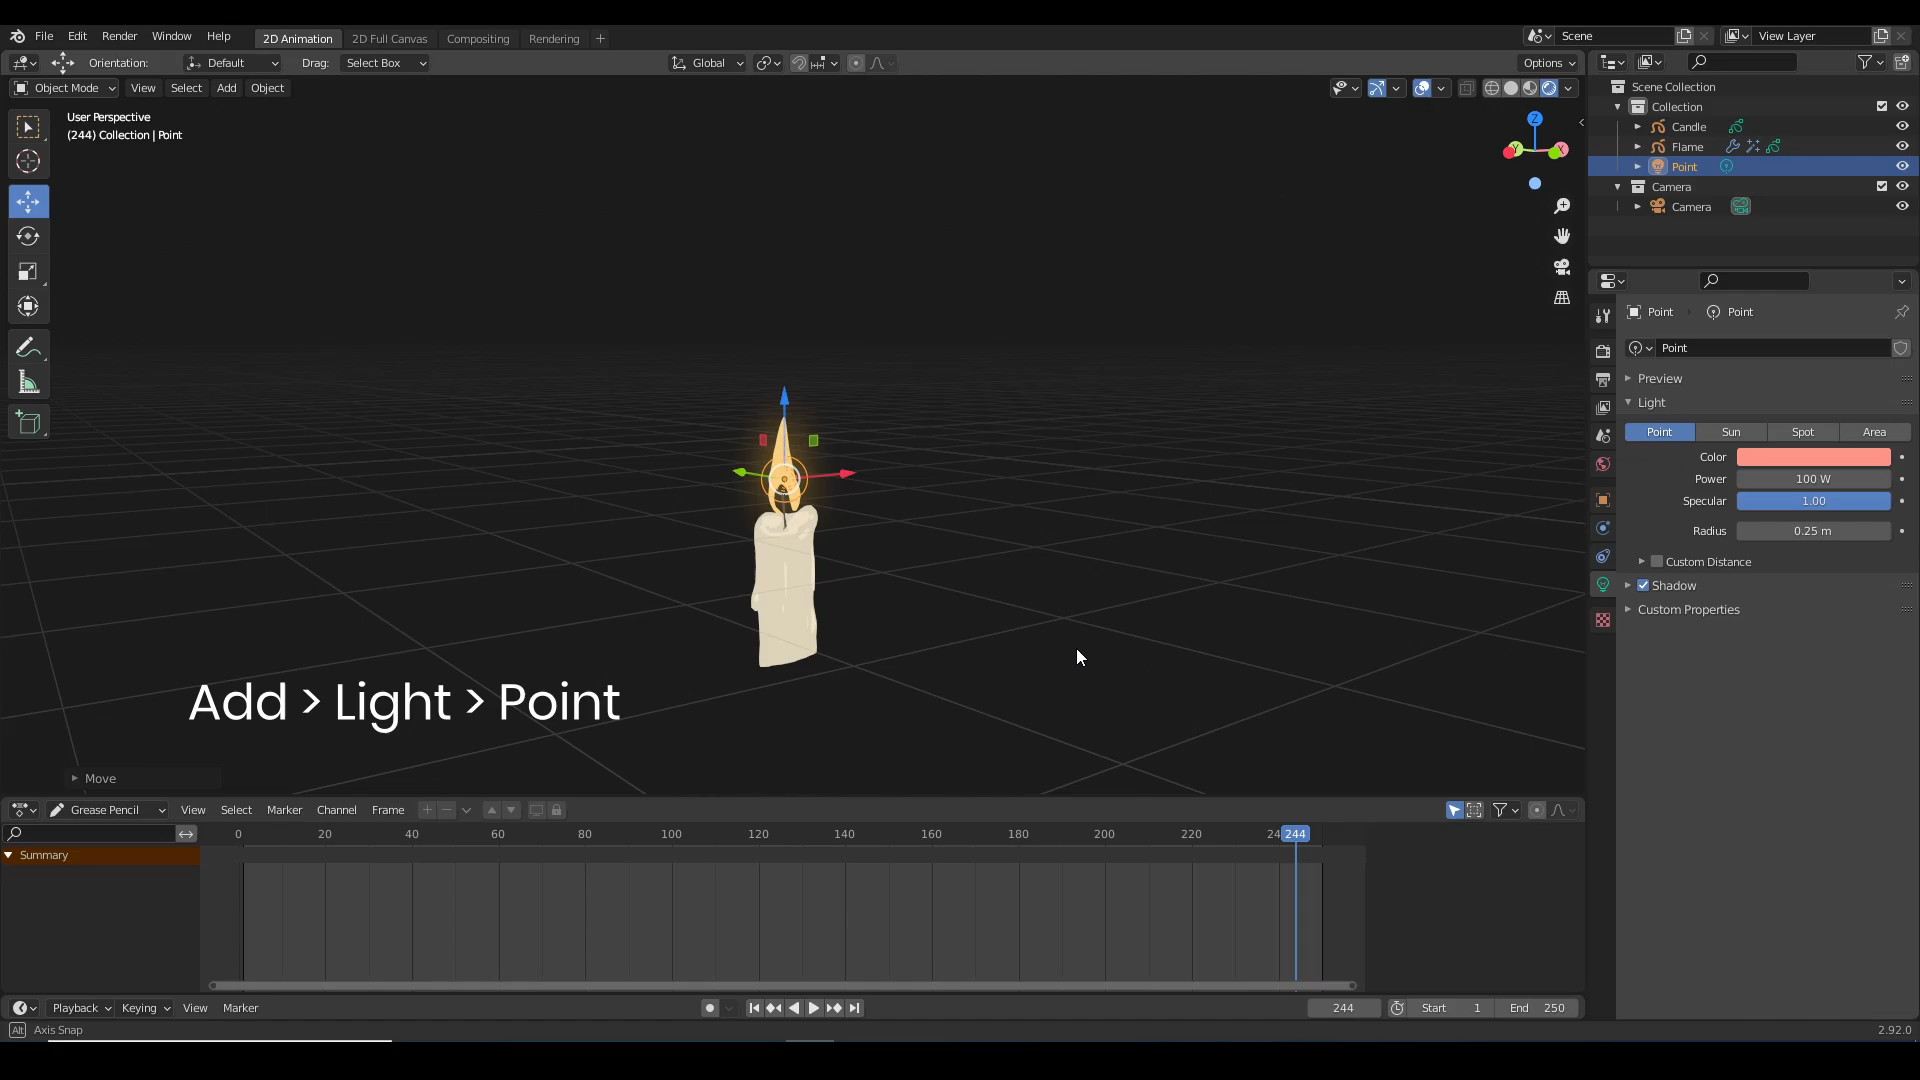 File Edit Render Window Help 2D Animation 2D Full Canvas Compositing Rendering + Scene View Layer
Orientation: Default Drag: Select Box Global Options
Object Mode View Select Add Object
User Perspective
(244) Collection | Point
Z
Y
X
Scene Collection
Collection
Candle
Flame
Point
Camera
Camera
Point Point
Point
Preview
Light
Point Sun Spot Area
Color
Power 100 W
Specular 1.00
Radius 0.25 m
Custom Distance
Shadow
Custom Properties
Add > Light > Point
Move
Grease Pencil View Select Marker Channel Frame
0 20 40 60 80 100 120 140 160 180 200 220 24 244
Summary
Playback Keying View Marker 244 Start 1 End 250
Alt Axis Snap 2.92.0